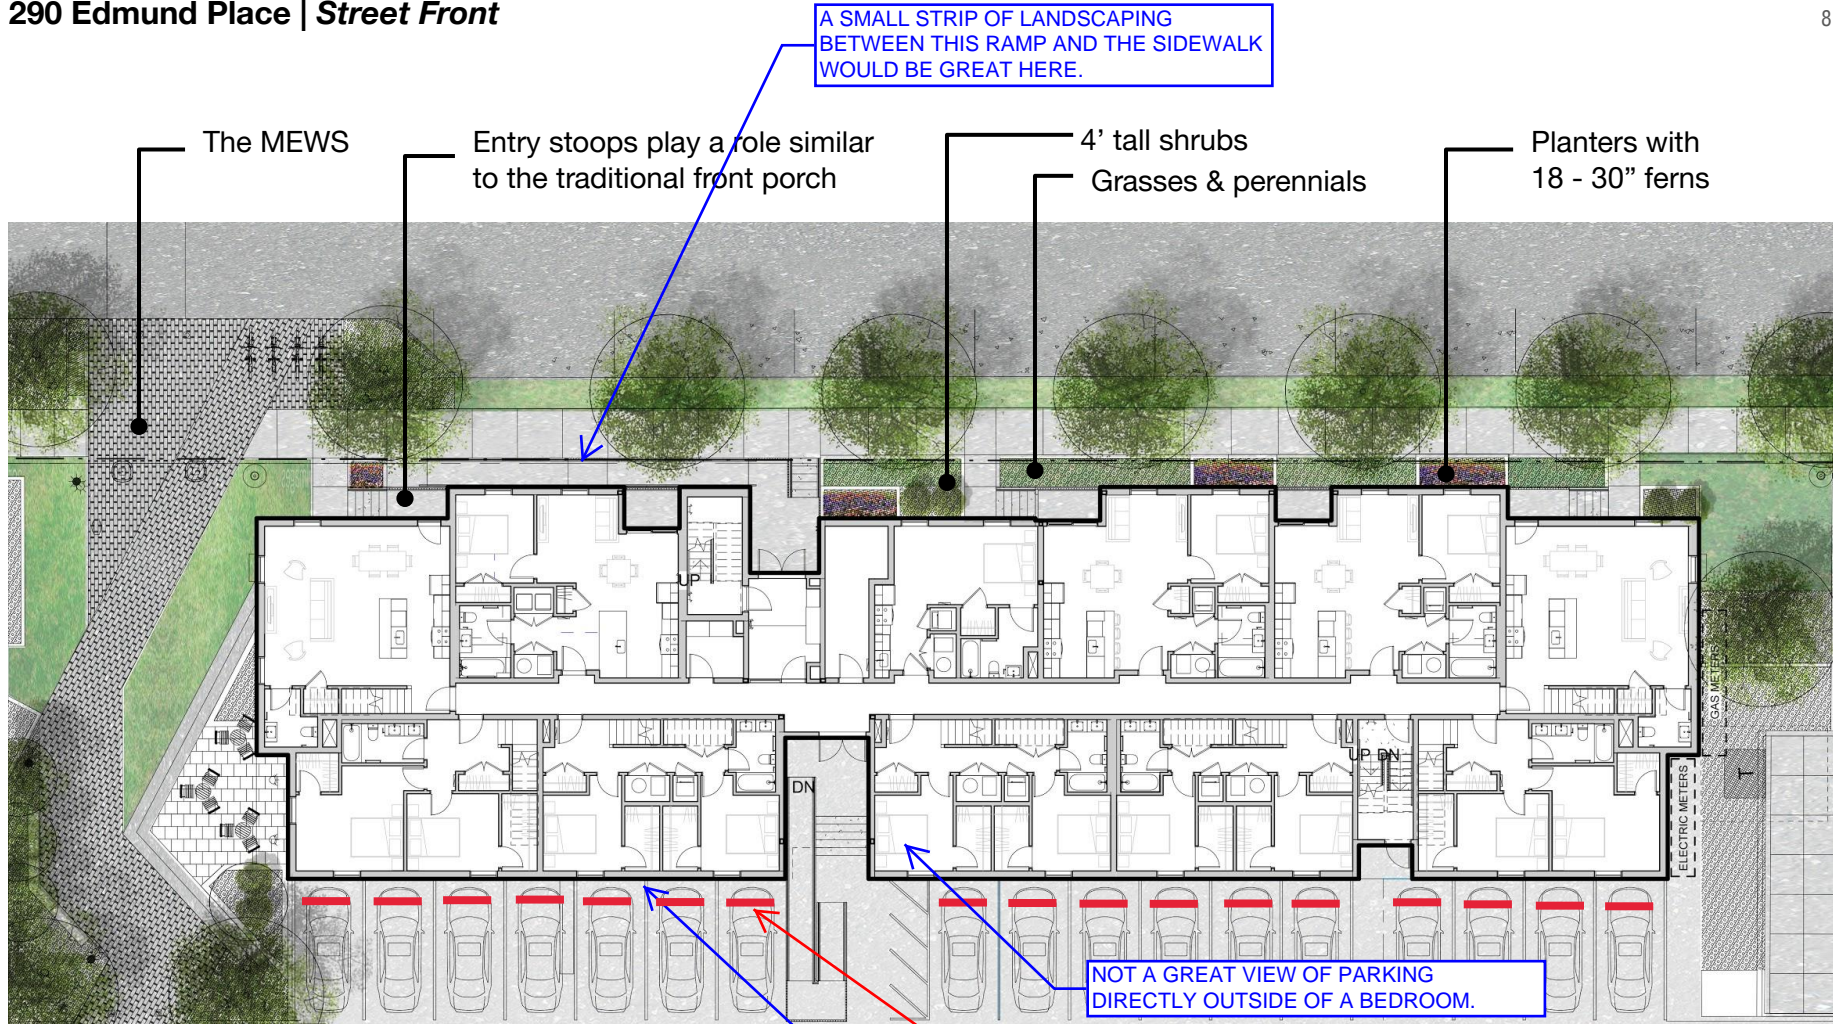 290 Edmund Place | Street Front
8
A SMALL STRIP OF LANDSCAPING
BETWEEN THIS RAMP AND THE SIDEWALK
WOULD BE GREAT HERE.
The MEWS
Entry stoops play a role similar
to the traditional front porch
4’ tall shrubs
Grasses & perennials
Planters with
18 - 30” ferns
UP
GAS METERS
UP DN
DN
T
ELECTRIC METERS
NOT A GREAT VIEW OF PARKING
DIRECTLY OUTSIDE OF A BEDROOM.